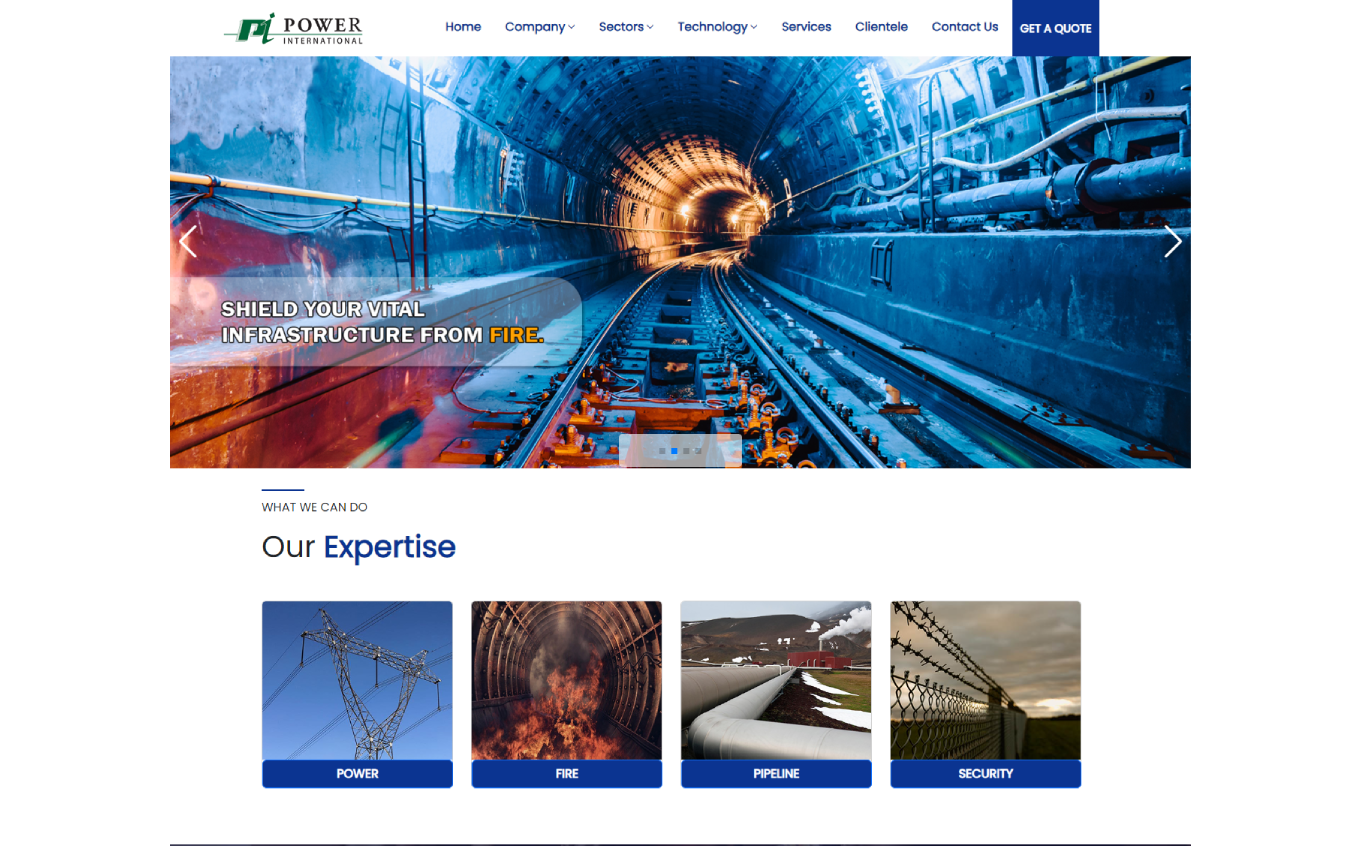 Pi POWER
INTERNATIONAL
Home Company Sectors Technology Services Clientele Contact Us GET A QUOTE
SHIELD YOUR VITAL
INFRASTRUCTURE FROM FIRE.
WHAT WE CAN DO
Our Expertise
POWER FIRE PIPELINE SECURITY